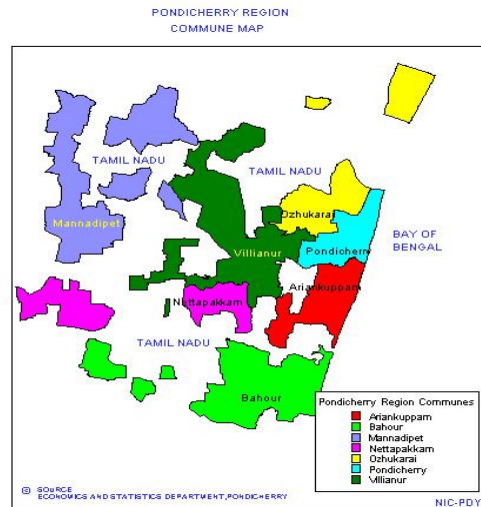 PONDICHERRY REGION
COMMUNE MAP
TAMIL NADU
TAMIL NADU
Ozhukarai
Mannadipet
BAY OF
BENGAL
Villianur
Pondicherry
Ariankuppam
Nettapakkam
TAMIL NADU
Bahour
Pondicherry Region Communes
Ariankuppam
Bahour
Mannadipet
Nettapakkam
Ozhukarai
Pondicherry
Villianur
© SOURCE
ECONOMICS AND STATISTICS DEPARTMENT, PONDICHERRY
NIC-PDY